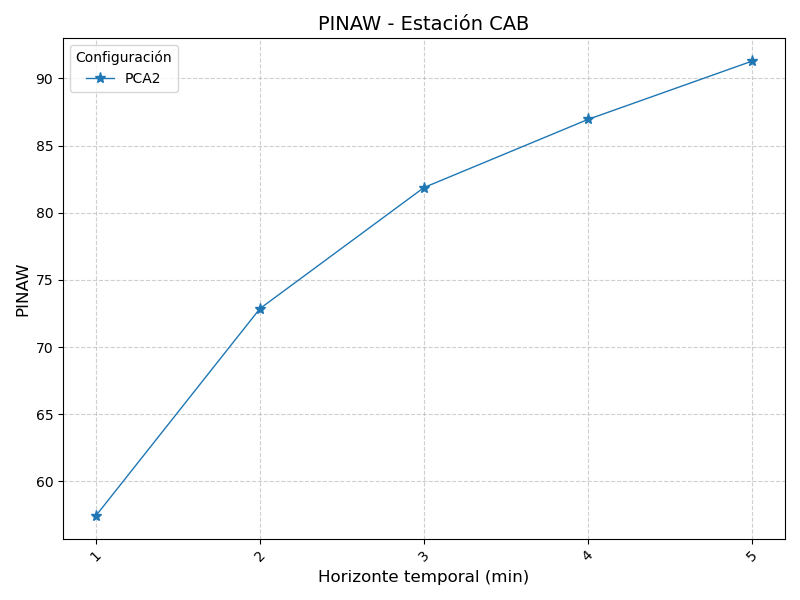 PINAW - Estación CAB
Configuración
PCA2
PINAW
90
85
80
75
70
65
60
1
2
3
4
5
Horizonte temporal (min)